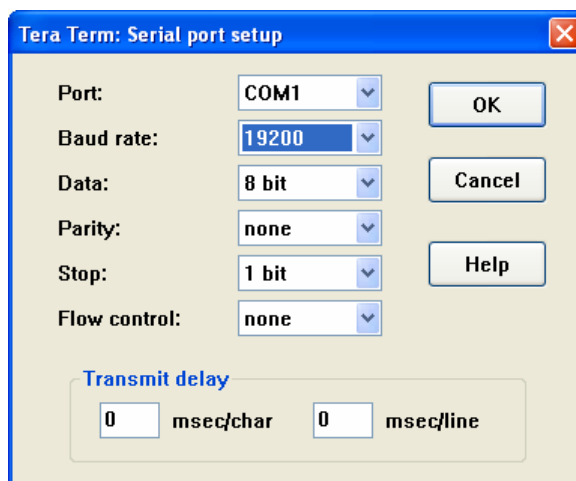 Tera Term: Serial port setup
Port: COM1 OK
Baud rate: 19200
Data: 8 bit Cancel
Parity: none
Stop: 1 bit Help
Flow control: none
Transmit delay
0 msec/char 0 msec/line